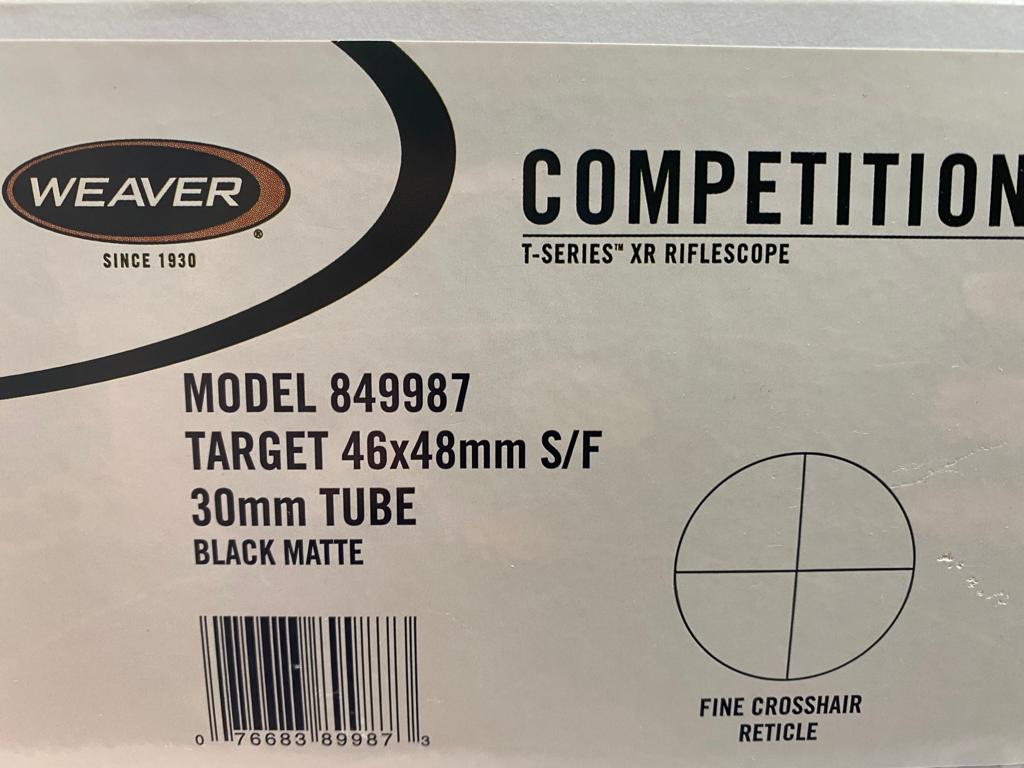 WEAVER®
SINCE 1930
COMPETITION
T-SERIES™ XR RIFLESCOPE
MODEL 849987
TARGET 46x48mm S/F
30mm TUBE
BLACK MATTE
0 76683 89987 3
FINE CROSSHAIR
RETICLE